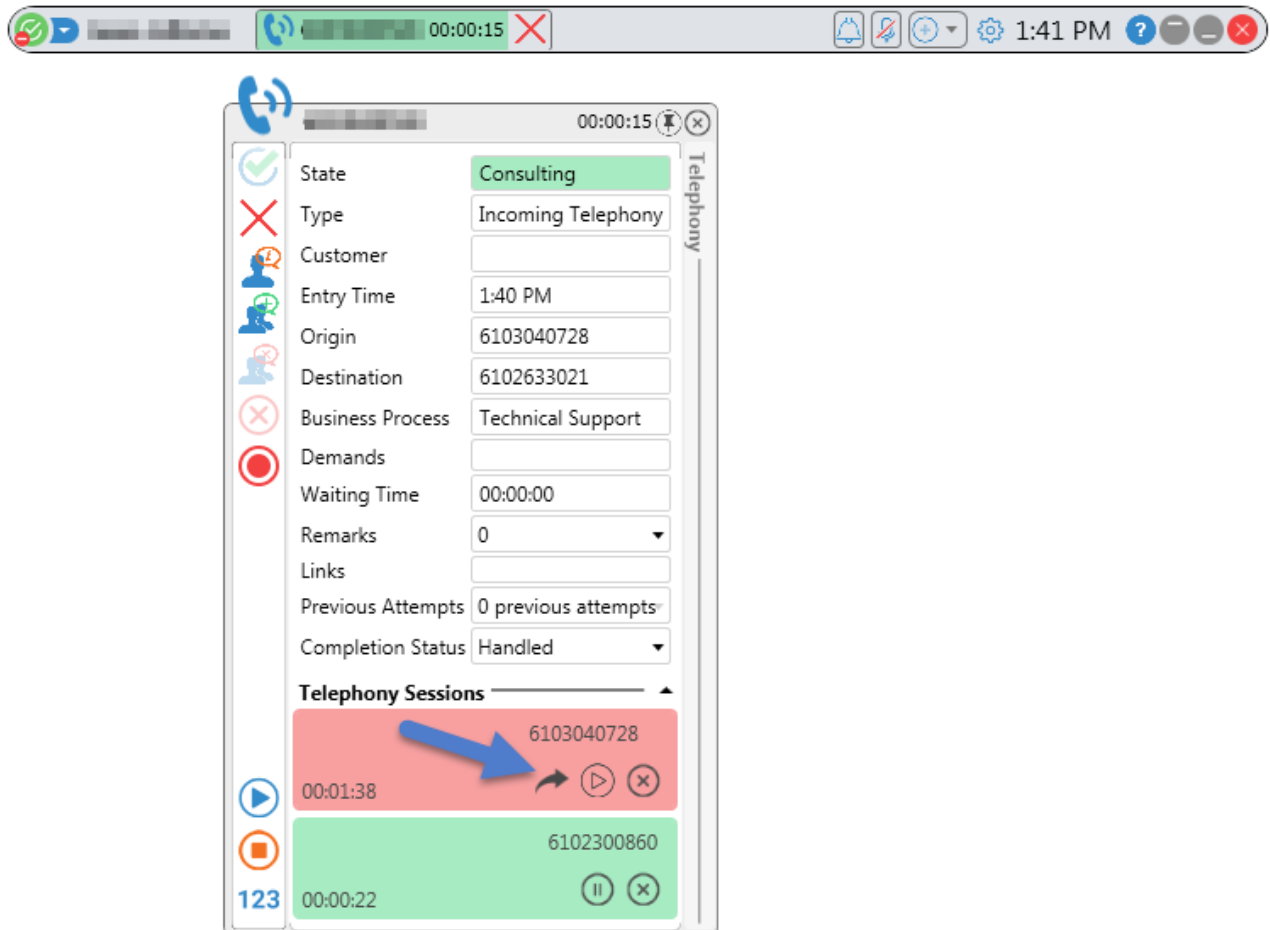 00:00:15
1:41 PM
?
00:00:15
Telephony
State Consulting
Type Incoming Telephony
Customer
Entry Time 1:40 PM
Origin 6103040728
Destination 6102633021
Business Process Technical Support
Demands
Waiting Time 00:00:00
Remarks 0
Links
Previous Attempts 0 previous attempts
Completion Status Handled
Telephony Sessions
6103040728
00:01:38
6102300860
123 00:00:22